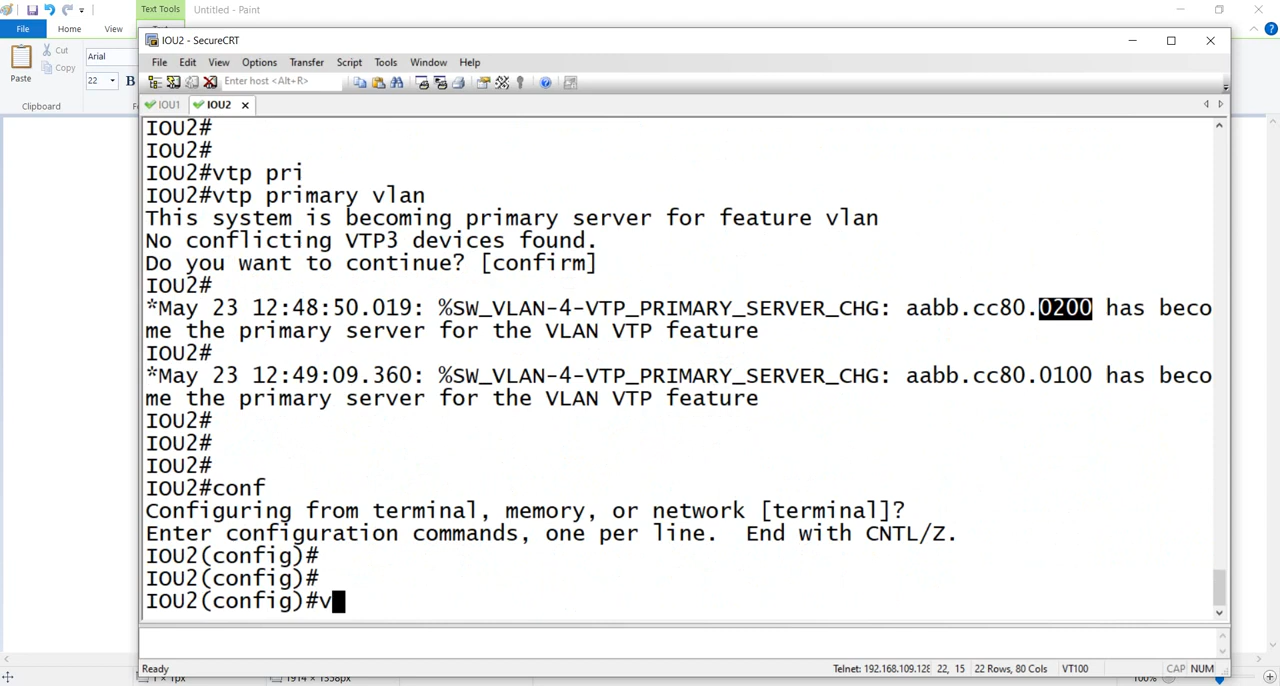 Text Tools
Untitled - Paint
File
Home
View
Paste
Cut
Copy
Clipboard
Arial
22
B
IOU2 - SecureCRT
File Edit View Options Transfer Script Tools Window Help
Enter host <Alt+R>
IOU1
IOU2
IOU2#
IOU2#
IOU2#vtp pri
IOU2#vtp primary vlan
This system is becoming primary server for feature vlan
No conflicting VTP3 devices found.
Do you want to continue? [confirm]
IOU2#
*May 23 12:48:50.019: %SW_VLAN-4-VTP_PRIMARY_SERVER_CHG: aabb.cc80.0200 has beco
me the primary server for the VLAN VTP feature
IOU2#
*May 23 12:49:09.360: %SW_VLAN-4-VTP_PRIMARY_SERVER_CHG: aabb.cc80.0100 has beco
me the primary server for the VLAN VTP feature
IOU2#
IOU2#
IOU2#
IOU2#conf
Configuring from terminal, memory, or network [terminal]?
Enter configuration commands, one per line.  End with CNTL/Z.
IOU2(config)#
IOU2(config)#
IOU2(config)#v
Ready
Telnet: 192.168.109.128 22, 15 22 Rows, 80 Cols VT100 CAP NUM
100%